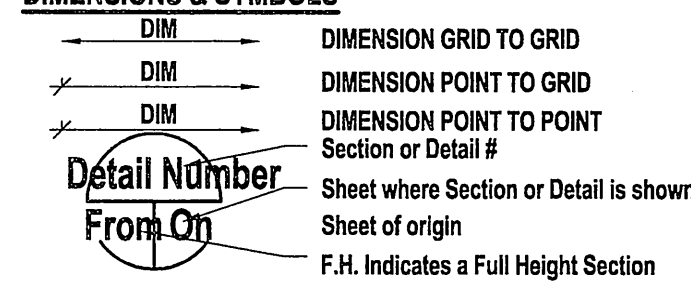 DIMENSIONS & SYMBOLS
DIM DIMENSION GRID TO GRID
DIM DIMENSION POINT TO GRID
DIM DIMENSION POINT TO POINT
Section or Detail #
Detail Number
Sheet where Section or Detail is shown
From On
Sheet of origin
F.H. Indicates a Full Height Section